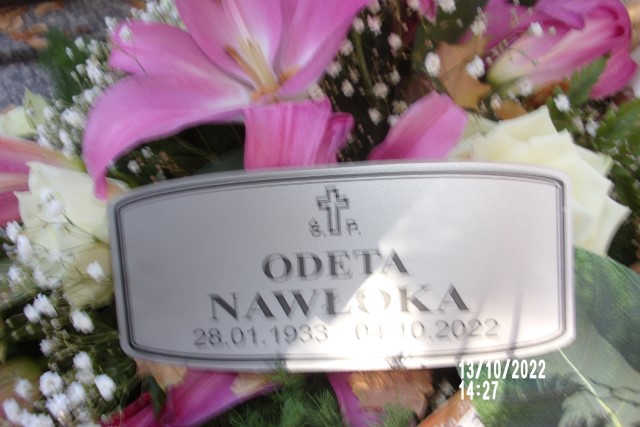 Ś. P.
ODETA
NAWŁOKA
28.01.1933 04.10.2022
13/10/2022
14:27